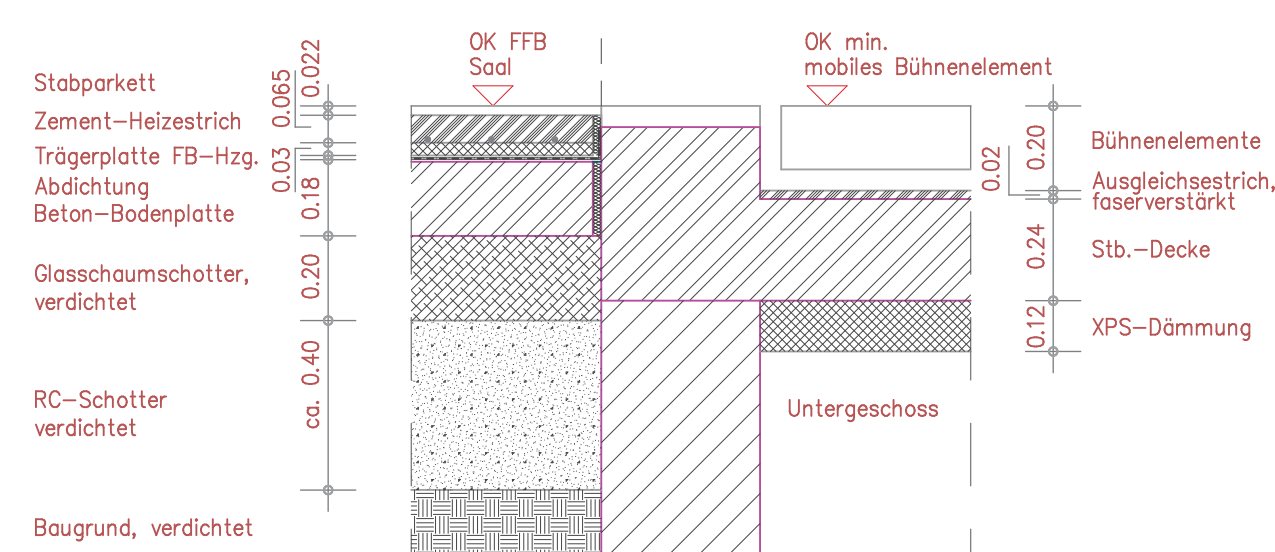 OK FFB
Saal
OK min.
mobiles Bühnenelement
Stabparkett
Zement-Heizestrich
Trägerplatte FB-Hzg.
Abdichtung
Beton-Bodenplatte
Glasschaumschotter,
verdichtet
RC-Schotter
verdichtet
Baugrund, verdichtet
0.022
0.065
0.03
0.18
0.20
ca. 0.40
Untergeschoss
0.20
0.02
0.24
0.12
Bühnenelemente
Ausgleichsestrich,
faserverstärkt
Stb.-Decke
XPS-Dämmung